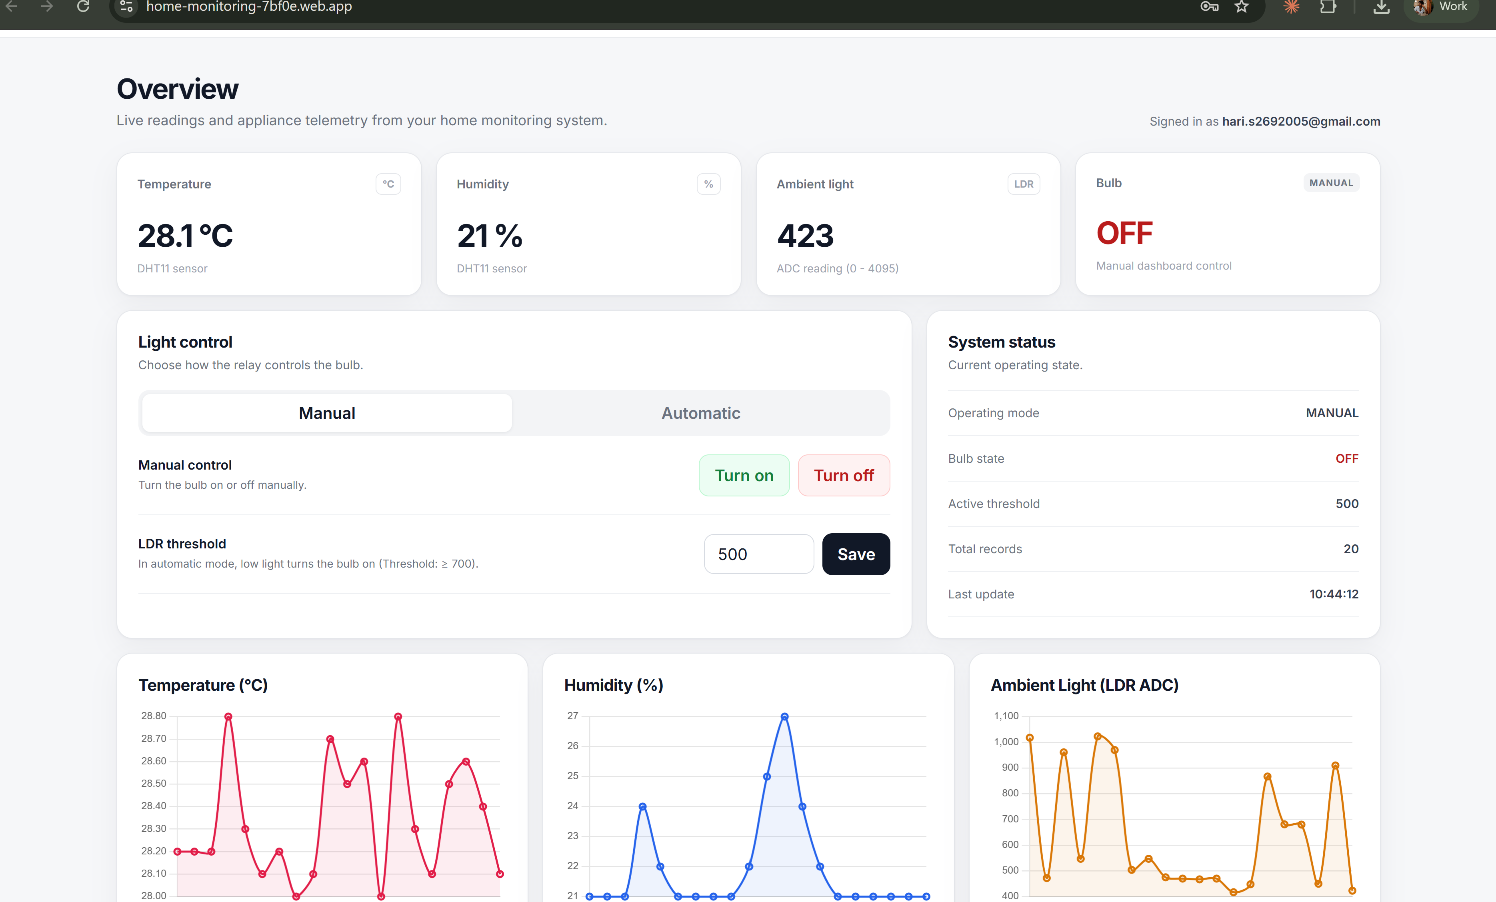 home-monitoring-7bf0e.web.app
Work
Overview
Live readings and appliance telemetry from your home monitoring system.
Signed in as hari.s2692005@gmail.com
Temperature
°C
28.1 °C
DHT11 sensor
Humidity
%
21 %
DHT11 sensor
Ambient light
LDR
423
ADC reading (0 - 4095)
Bulb
MANUAL
OFF
Manual dashboard control
Light control
Choose how the relay controls the bulb.
Manual
Automatic
Manual control
Turn the bulb on or off manually.
Turn on
Turn off
LDR threshold
In automatic mode, low light turns the bulb on (Threshold: ≥ 700).
500
Save
System status
Current operating state.
Operating mode
MANUAL
Bulb state
OFF
Active threshold
500
Total records
20
Last update
10:44:12
Temperature (°C)
28.80
28.70
28.60
28.50
28.40
28.30
28.20
28.10
28.00
Humidity (%)
27
26
25
24
23
22
21
Ambient Light (LDR ADC)
1,100
1,000
900
800
700
600
500
400